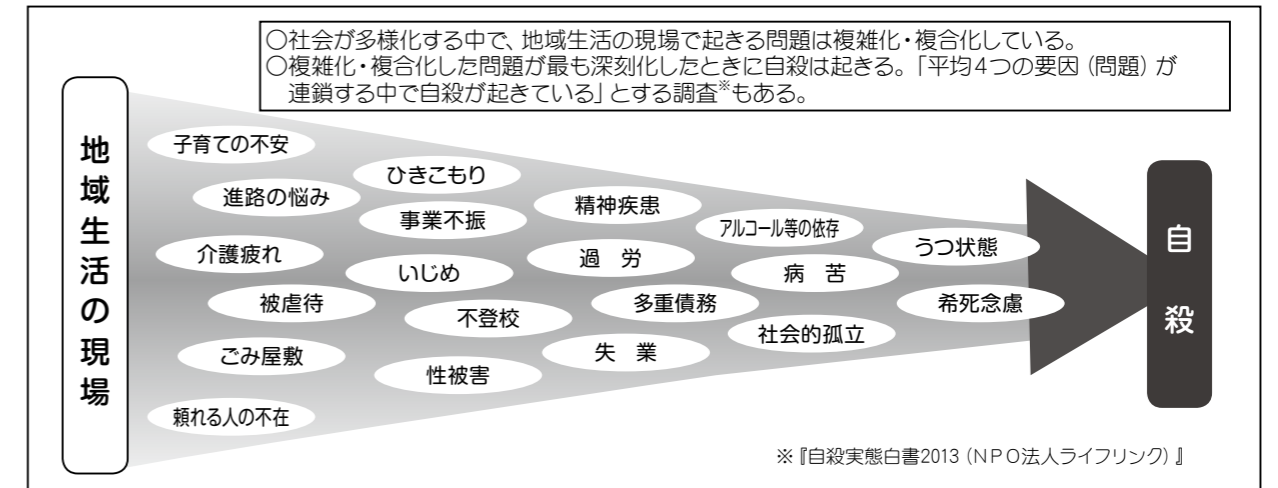 ○社会が多様化する中で、地域生活の現場で起きる問題は複雑化・複合化している。
○複雑化・複合化した問題が最も深刻化したときに自殺は起きる。「平均4つの要因（問題）が
連鎖する中で自殺が起きている」とする調査※もある。
地域生活の現場
子育ての不安
進路の悩み
介護疲れ
被虐待
ごみ屋敷
頼れる人の不在
ひきこもり
事業不振
いじめ
不登校
性被害
精神疾患
過 労
多重債務
失 業
アルコール等の依存
病 苦
社会的孤立
うつ状態
希死念慮
自 殺
※『自殺実態白書2013（NPO法人ライフリンク）』